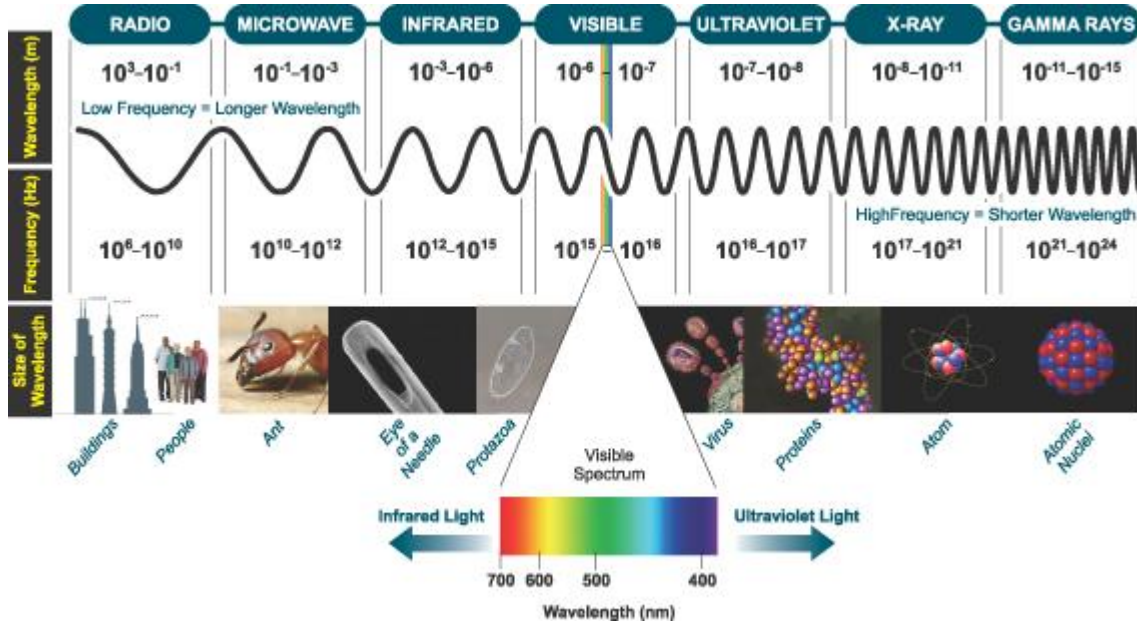 RADIO
MICROWAVE
INFRARED
VISIBLE
ULTRAVIOLET
X-RAY
GAMMA RAYS
Wavelength (m)
10³–10⁻¹
10⁻¹–10⁻³
10⁻³–10⁻⁶
10⁻⁶ – 10⁻⁷
10⁻⁷–10⁻⁸
10⁻⁸–10⁻¹¹
10⁻¹¹–10⁻¹⁵
Low Frequency = Longer Wavelength
Frequency (Hz)
HighFrequency = Shorter Wavelength
10⁶–10¹⁰
10¹⁰–10¹²
10¹²–10¹⁵
10¹⁵ – 10¹⁶
10¹⁶–10¹⁷
10¹⁷–10²¹
10²¹–10²⁴
Size of
Wavelength
Buildings
People
Ant
Eye
of a
Needle
Protazoa
Virus
Proteins
Atom
Atomic
Nuclei
Visible
Spectrum
Infrared Light
Ultraviolet Light
700
600
500
400
Wavelength (nm)